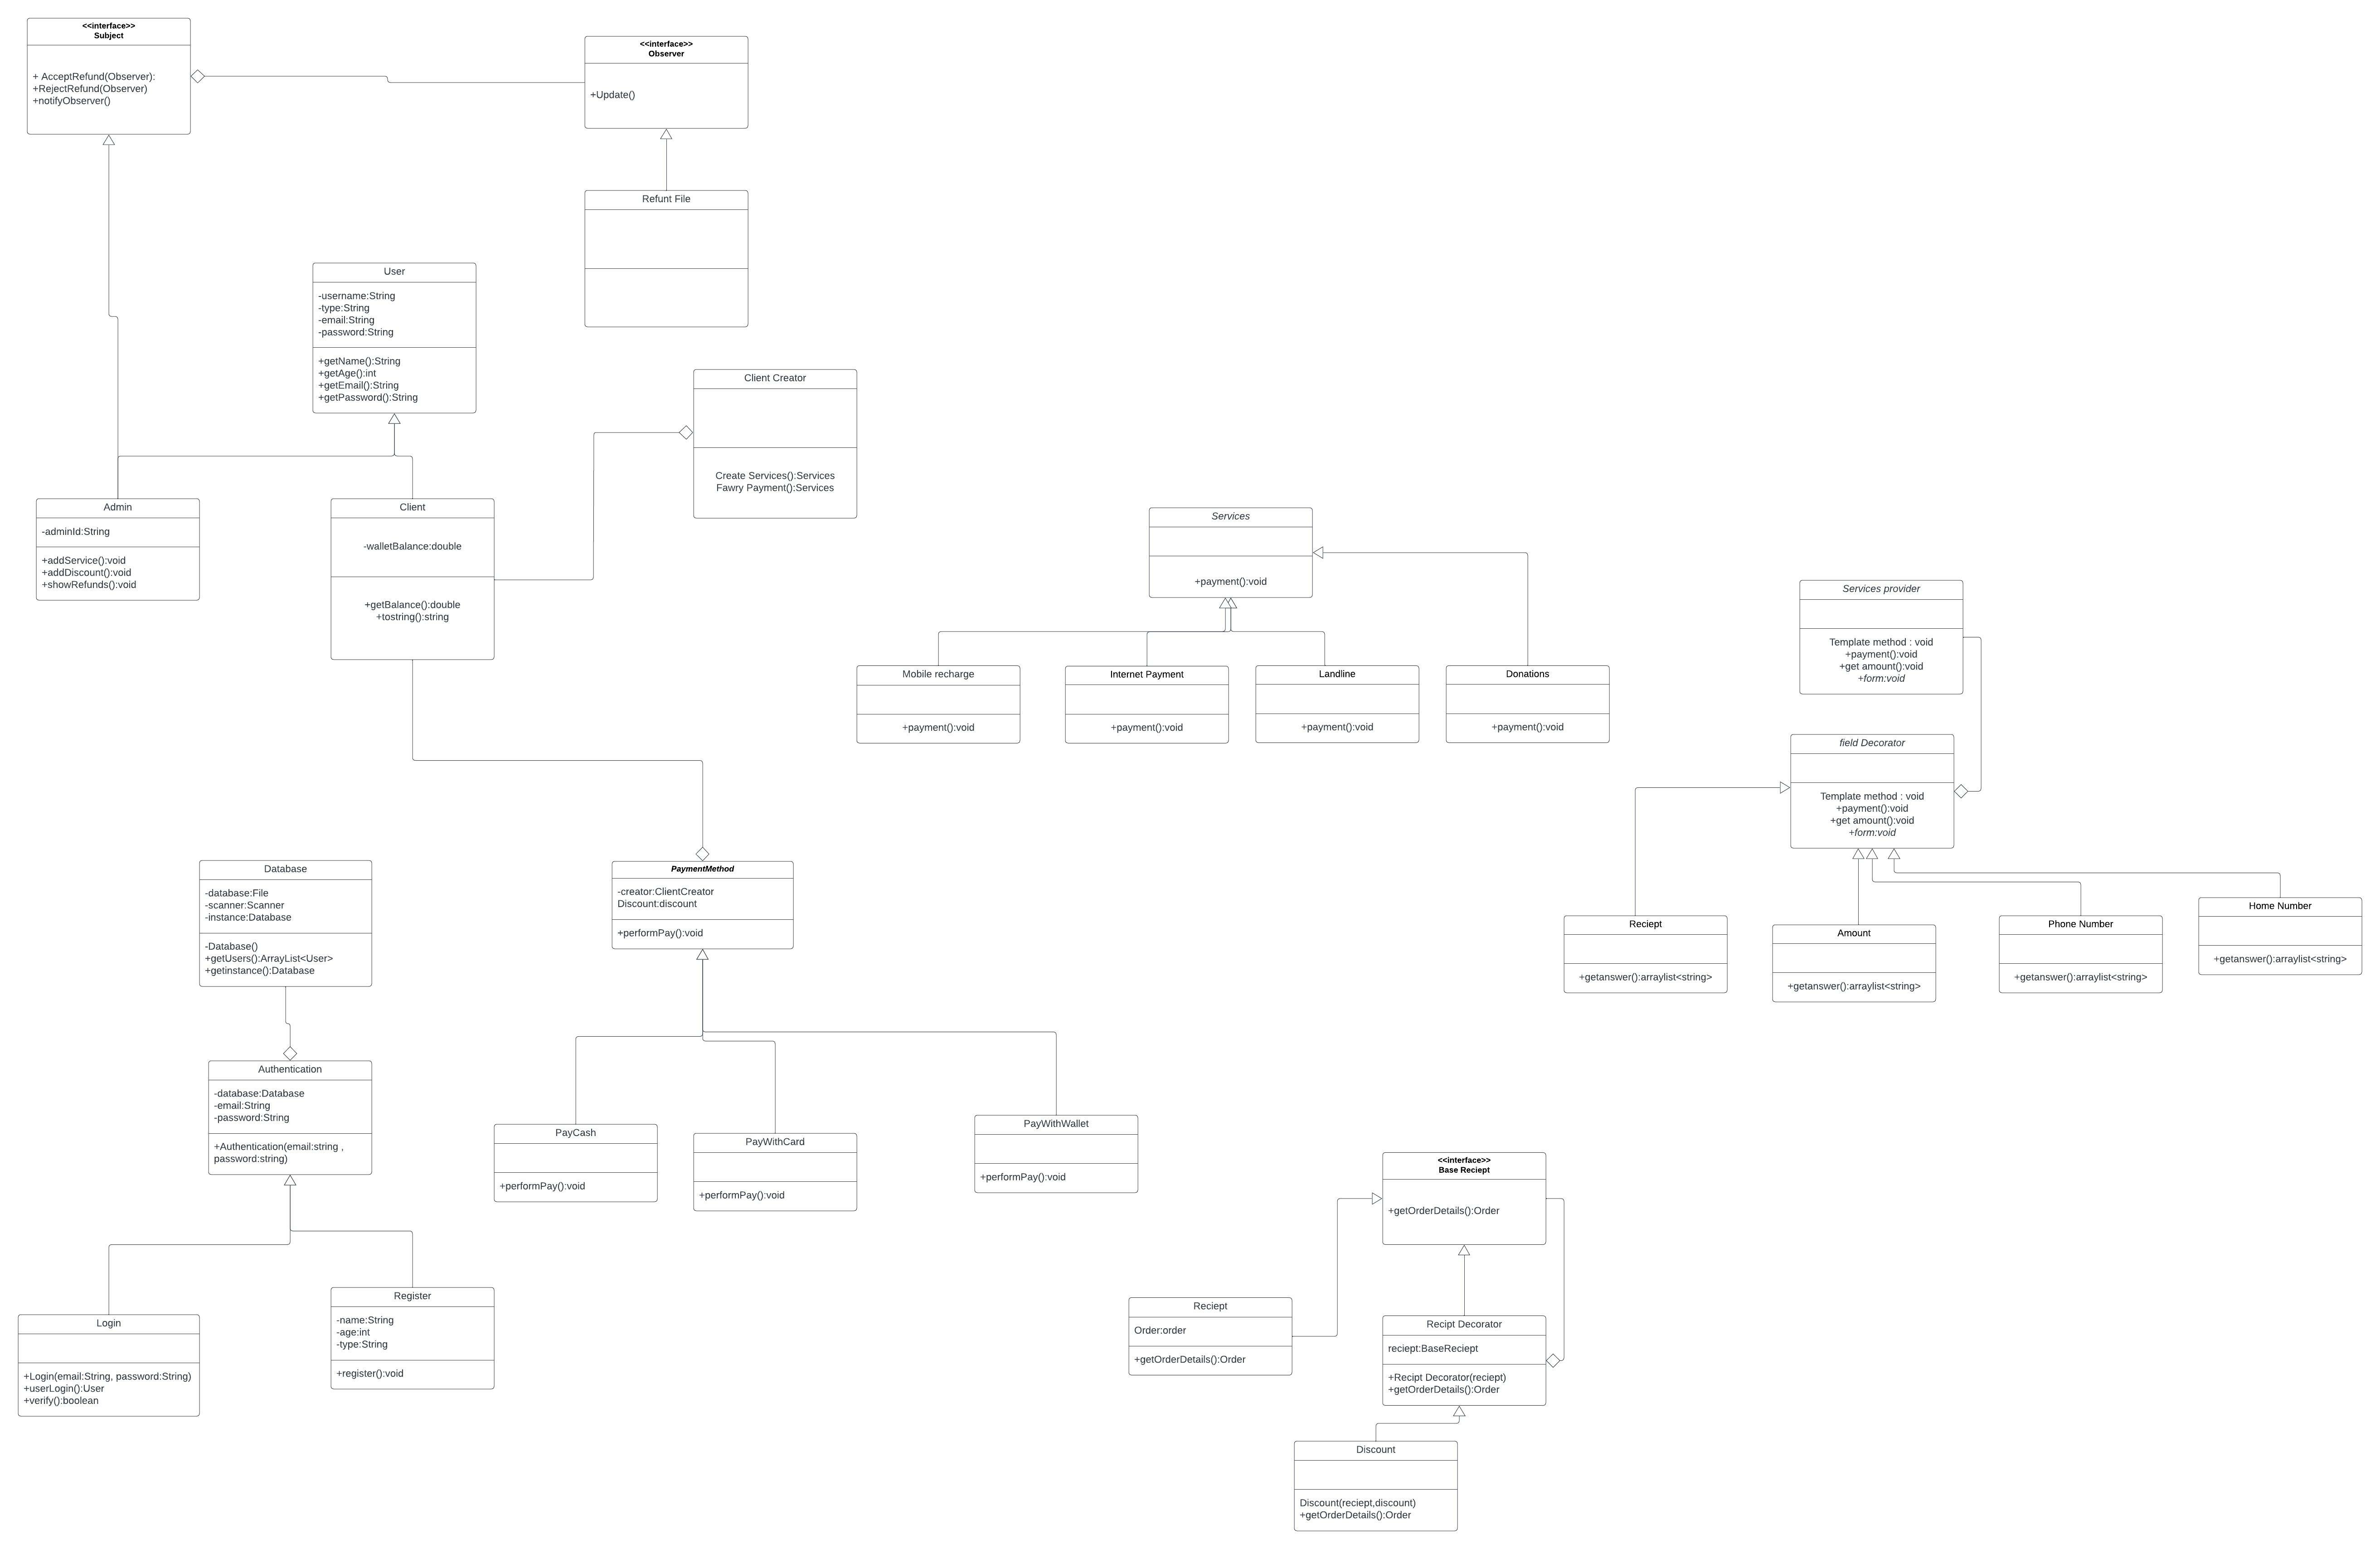 <<interface>>
Subject
+ AcceptRefund(Observer):
+RejectRefund(Observer)
+notifyObserver()
<<interface>>
Observer
+Update()
Refunt File
User
-username:String
-type:String
-email:String
-password:String
+getName():String
+getAge():int
+getEmail():String
+getPassword():String
Client Creator
Create Services():Services
Fawry Payment():Services
Admin
-adminId:String
+addService():void
+addDiscount():void
+showRefunds():void
Client
-walletBalance:double
+getBalance():double
+tostring():string
Services
+payment():void
Mobile recharge
+payment():void
Internet Payment
+payment():void
Landline
+payment():void
Donations
+payment():void
Services provider
Template method : void
+payment():void
+get amount():void
+form:void
field Decorator
Template method : void
+payment():void
+get amount():void
+form:void
Reciept
+getanswer():arraylist<string>
Amount
+getanswer():arraylist<string>
Phone Number
+getanswer():arraylist<string>
Home Number
+getanswer():arraylist<string>
Database
-database:File
-scanner:Scanner
-instance:Database
-Database()
+getUsers():ArrayList<User>
+getinstance():Database
PaymentMethod
-creator:ClientCreator
Discount:discount
+performPay():void
Authentication
-database:Database
-email:String
-password:String
+Authentication(email:string ,
password:string)
PayCash
+performPay():void
PayWithCard
+performPay():void
PayWithWallet
+performPay():void
<<interface>>
Base Reciept
+getOrderDetails():Order
Login
+Login(email:String, password:String)
+userLogin():User
+verify():boolean
Register
-name:String
-age:int
-type:String
+register():void
Reciept
Order:order
+getOrderDetails():Order
Recipt Decorator
reciept:BaseReciept
+Recipt Decorator(reciept)
+getOrderDetails():Order
Discount
Discount(reciept,discount)
+getOrderDetails():Order